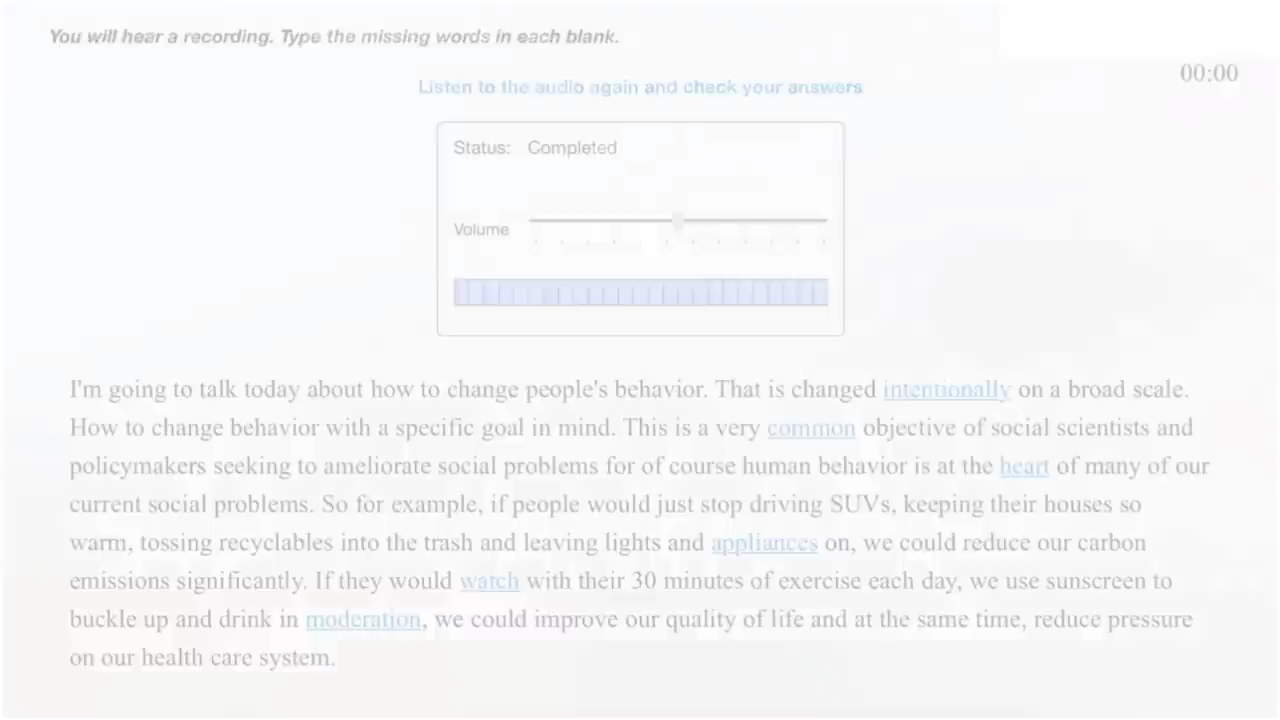 You will hear a recording. Type the missing words in each blank.
00:00
Listen to the audio again and check your answers
Status: Completed
Volume
I'm going to talk today about how to change people's behavior. That is changed intentionally on a broad scale.
How to change behavior with a specific goal in mind. This is a very common objective of social scientists and
policymakers seeking to ameliorate social problems for of course human behavior is at the heart of many of our
current social problems. So for example, if people would just stop driving SUVs, keeping their houses so
warm, tossing recyclables into the trash and leaving lights and appliances on, we could reduce our carbon
emissions significantly. If they would watch with their 30 minutes of exercise each day, we use sunscreen to
buckle up and drink in moderation, we could improve our quality of life and at the same time, reduce pressure
on our health care system.